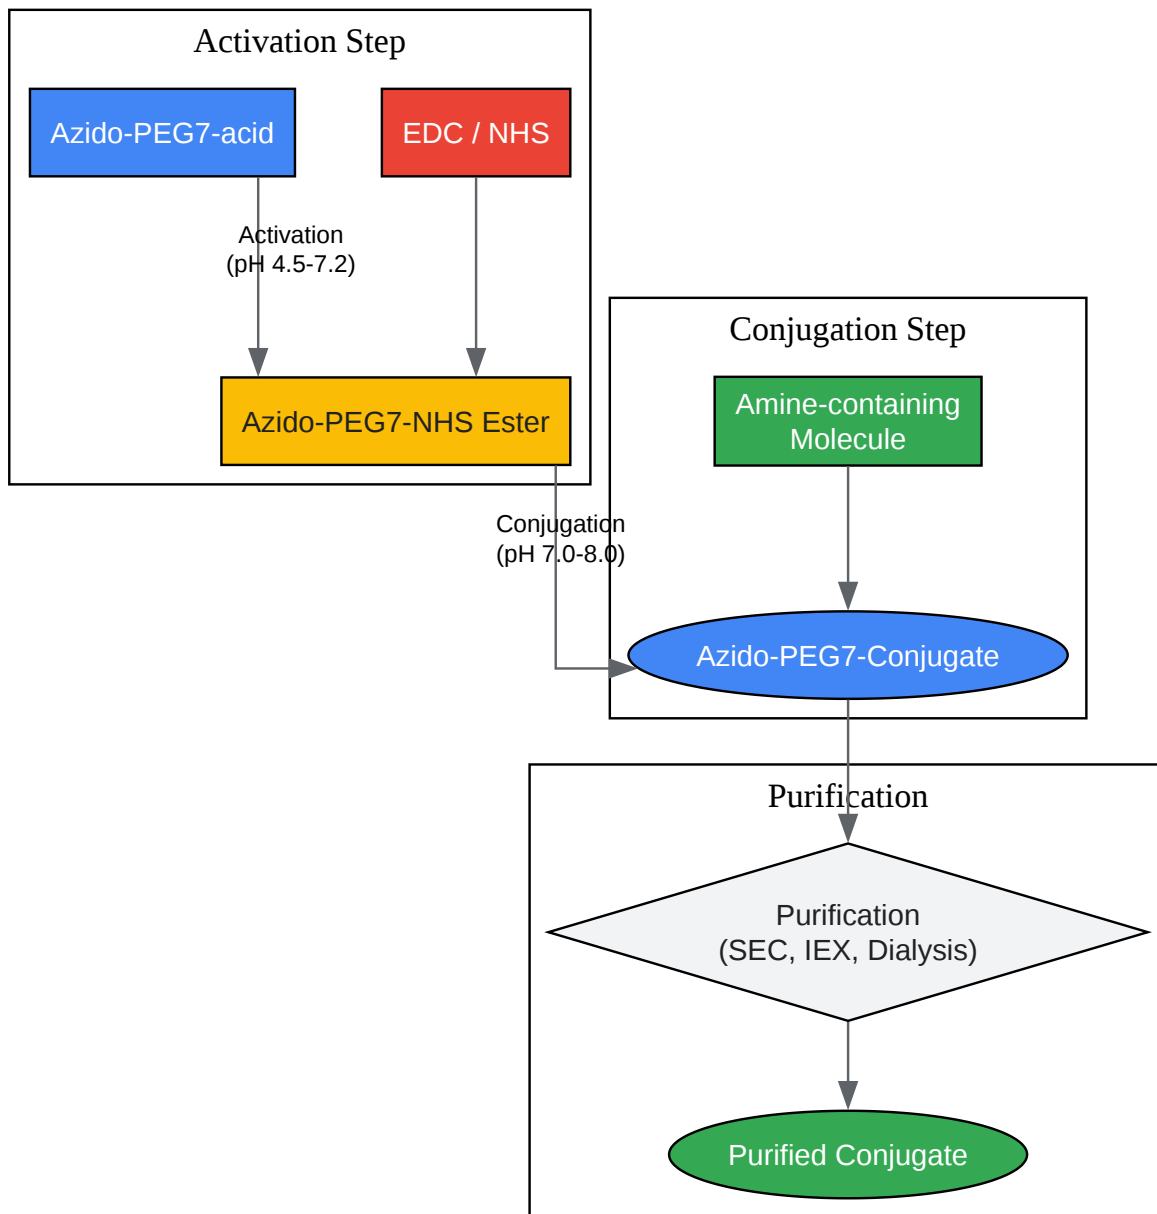 Activation Step
Azido-PEG7-acid
EDC / NHS
Activation
(pH 4.5-7.2)
Azido-PEG7-NHS Ester
Conjugation Step
Amine-containing
Molecule
Conjugation
(pH 7.0-8.0)
Azido-PEG7-Conjugate
Purification
Purification
(SEC, IEX, Dialysis)
Purified Conjugate